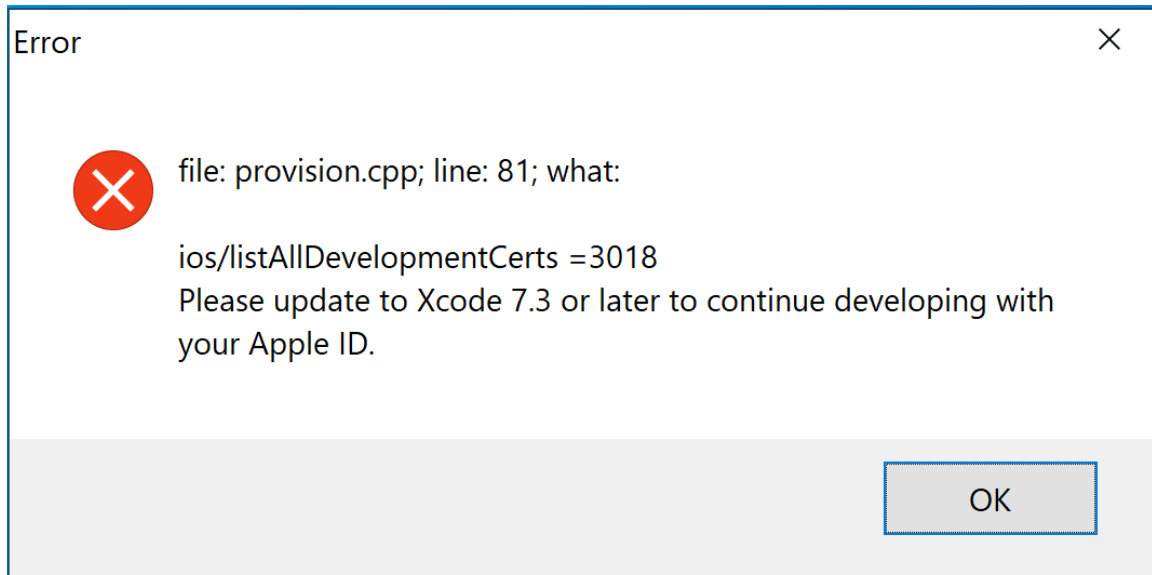 Error
file: provision.cpp; line: 81; what:
ios/listAllDevelopmentCerts =3018
Please update to Xcode 7.3 or later to continue developing with
your Apple ID.
OK